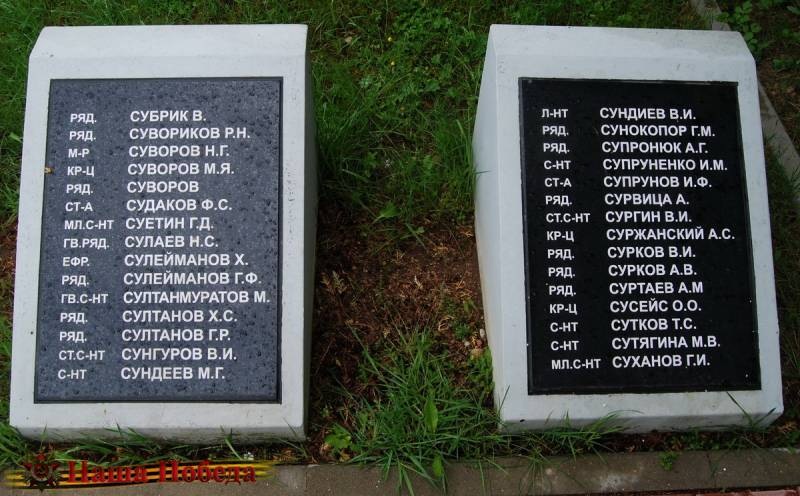 РЯД. СУБРИК В.
РЯД. СУВОРИКОВ Р.Н.
М-Р СУВОРОВ Н.Г.
КР-Ц СУВОРОВ М.Я.
РЯД. СУВОРОВ
СТ-А СУДАКОВ Ф.С.
МЛ.С-НТ СУЕТИН Г.Д.
ГВ.РЯД. СУЛАЕВ Н.С.
ЕФР. СУЛЕЙМАНОВ Х.
РЯД. СУЛЕЙМАНОВ Г.Ф.
ГВ.С-НТ СУЛТАНМУРАТОВ М.
РЯД. СУЛТАНОВ Х.С.
РЯД. СУЛТАНОВ Г.Р.
СТ.С-НТ СУНГУРОВ В.И.
С-НТ СУНДЕЕВ М.Г.
Л-НТ СУНДИЕВ В.И.
РЯД. СУНОКОПОР Г.М.
РЯД. СУПРОНЮК А.Г.
С-НТ СУПРУНЕНКО И.М.
СТ-А СУПРУНОВ И.Ф.
РЯД. СУРВИЦА А.
СТ.С-НТ СУРГИН В.И.
КР-Ц СУРЖАНСКИЙ А.С.
РЯД. СУРКОВ В.И.
РЯД. СУРКОВ А.В.
РЯД. СУРТАЕВ А.М
КР-Ц СУСЕЙС О.О.
С-НТ СУТКОВ Т.С.
С-НТ СУТЯГИНА М.В.
МЛ.С-НТ СУХАНОВ Г.И.
Наша Победа